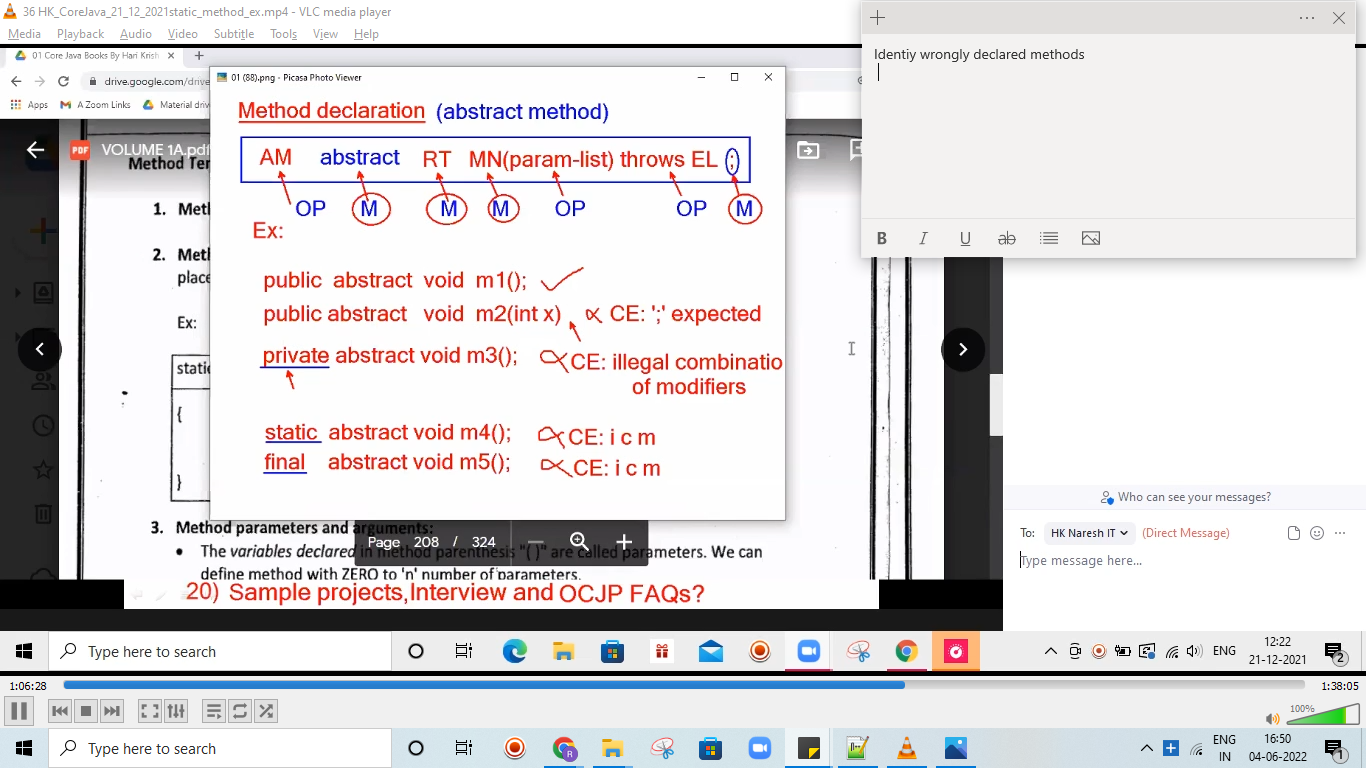 36 HK_CoreJava_21_12_2021static_method_ex.mp4 - VLC media player
Media Playback Audio Video Subtitle Tools View Help
01 Core Java Books By Hari Krish
drive.google.com/drive
Apps A Zoom Links Material driv
VOLUME 1A.pdf
Method Ter
1. Metl
2. Metl
place
Ex:
static
{
}
01 (88).png - Picasa Photo Viewer
Method declaration (abstract method)
AM abstract RT MN(param-list) throws EL ;
OP M M M OP OP M
Ex:
public abstract void m1();
public abstract void m2(int x) CE: ';' expected
private abstract void m3(); CE: illegal combinatio
of modifiers
static abstract void m4(); CE: i c m
final abstract void m5(); CE: i c m
3. Method parameters and arguments:
• The variables declared in method parenthesis "( )" are called parameters. We can
define method with ZERO to 'n' number of parameters.
Page 208 / 324
20) Sample projects,Interview and OCJP FAQs?
Identiy wrongly declared methods
B I U ab
Who can see your messages?
To: HK Naresh IT (Direct Message)
Type message here...
Type here to search
ENG
12:22
21-12-2021
2
1:06:28
1:38:05
100%
Type here to search
R
ENG
IN
16:50
04-06-2022
1